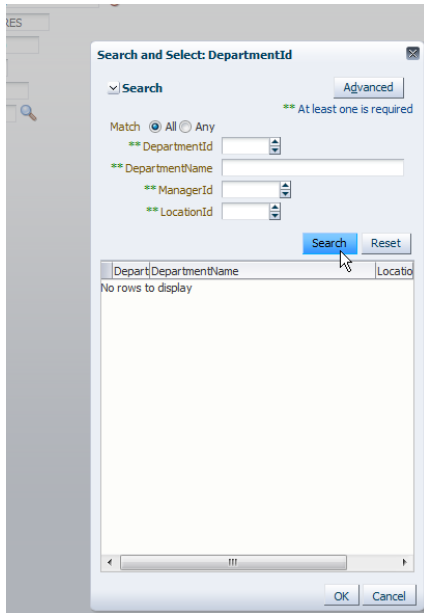 RES
Search and Select: DepartmentId
Search
Advanced
** At least one is required
Match All Any
** DepartmentId
** DepartmentName
** ManagerId
** LocationId
Search Reset
Depart DepartmentName Locatio
No rows to display
OK Cancel